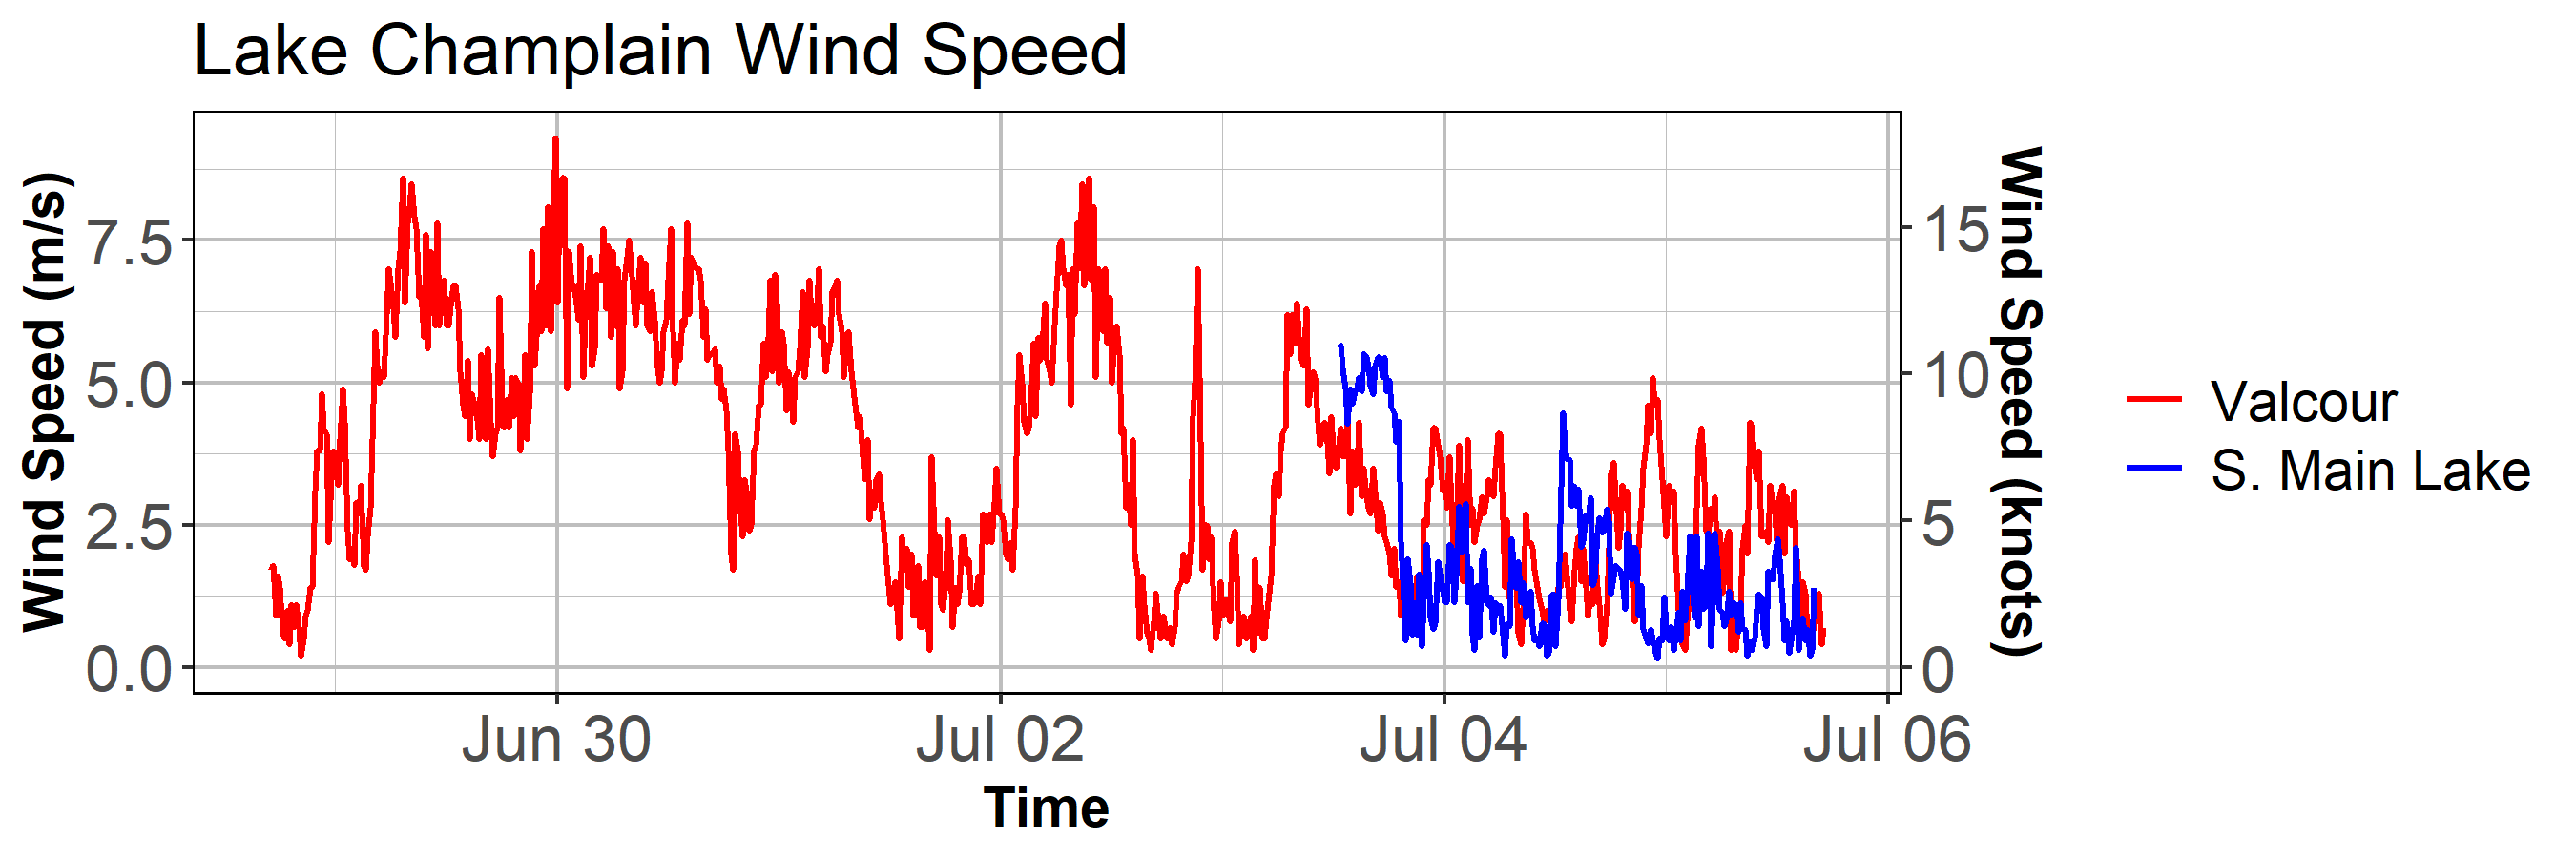 Lake Champlain Wind Speed
Wind Speed (m/s)
7.5
5.0
2.5
0.0
15
10
5
0
Wind Speed (knots)
Jun 30
Jul 02
Jul 04
Jul 06
Time
Valcour
S. Main Lake